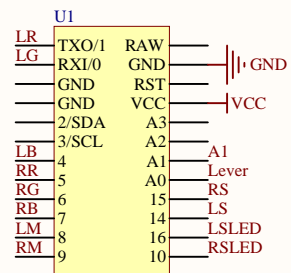 U1
LR TXO/1 RAW
LG RXI/0 GND GND
GND RST
GND VCC VCC
2/SDA A3
3/SCL A2
LB 4 A1 A1
RR 5 A0 Lever
RG 6 15 RS
RB 7 14 LS
LM 8 16 LSLED
RM 9 10 RSLED